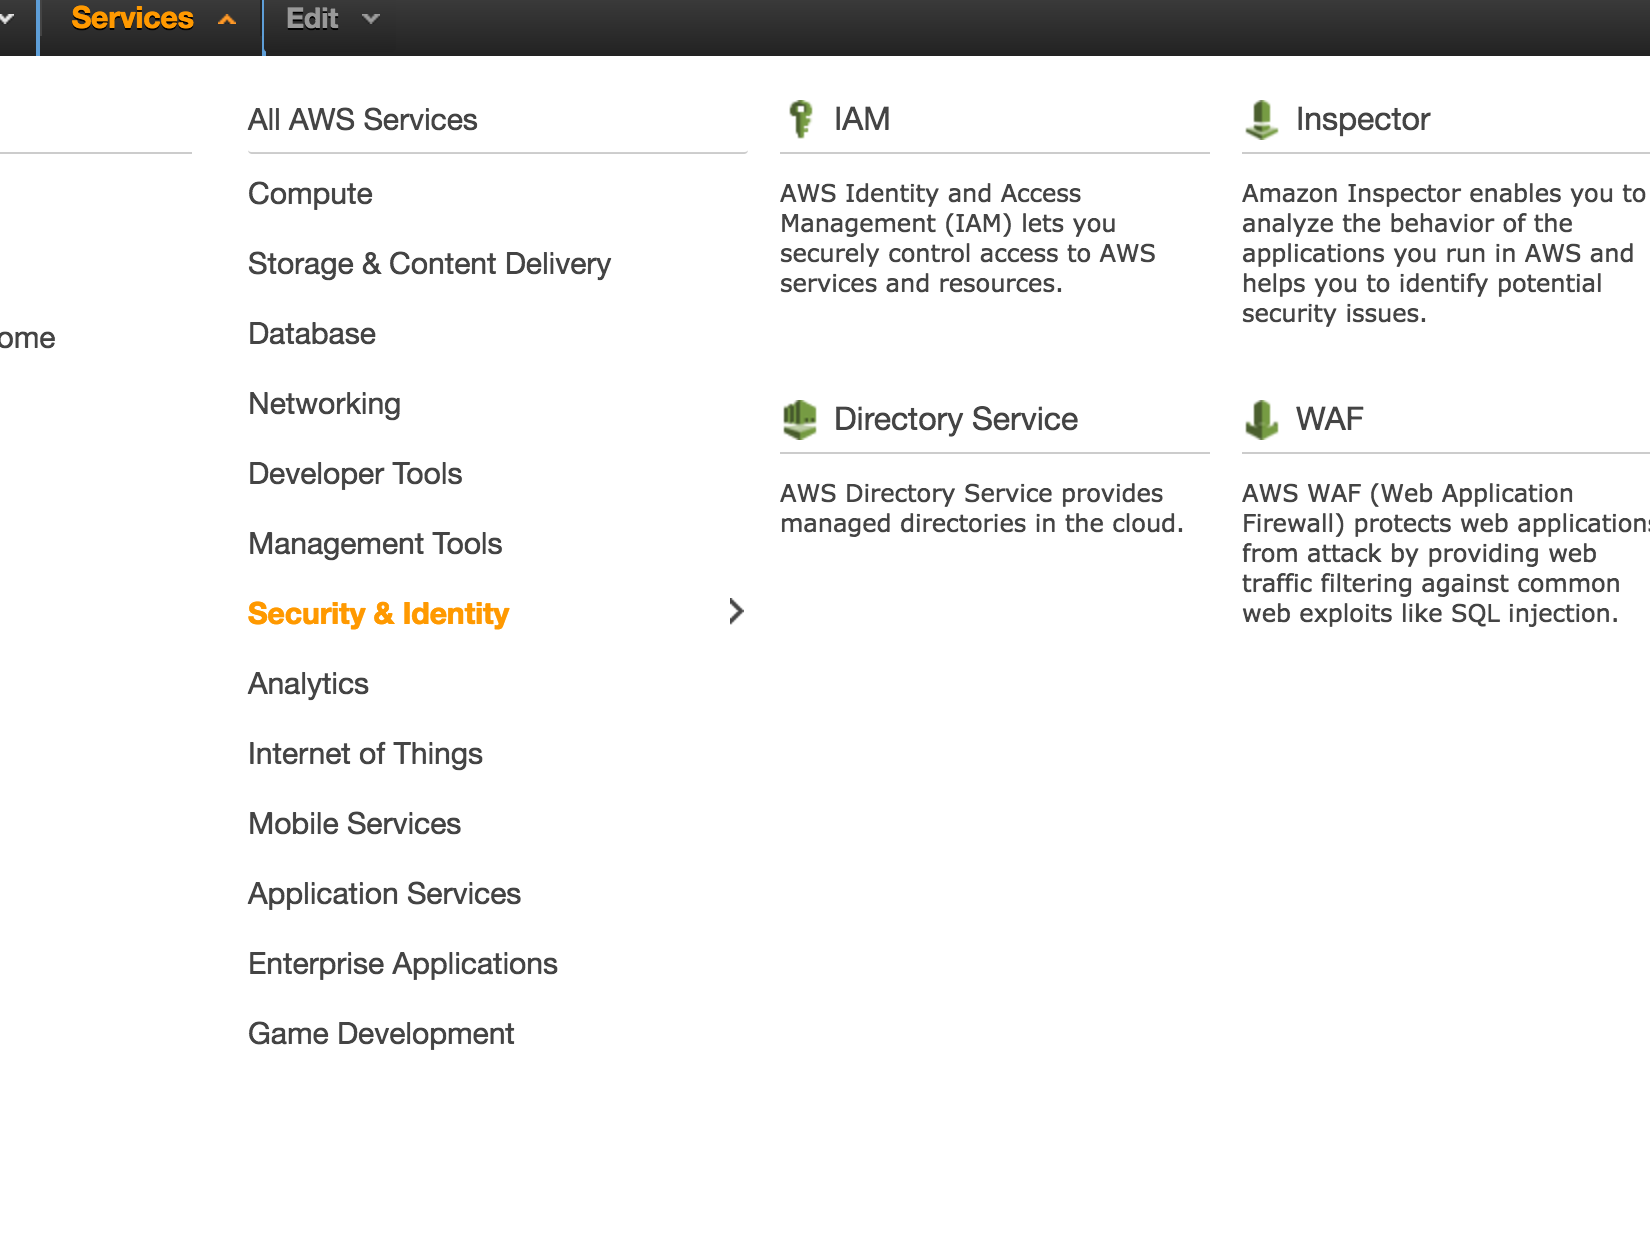 Services
Edit
ome
All AWS Services
Compute
Storage & Content Delivery
Database
Networking
Developer Tools
Management Tools
Security & Identity
Analytics
Internet of Things
Mobile Services
Application Services
Enterprise Applications
Game Development
IAM
AWS Identity and Access
Management (IAM) lets you
securely control access to AWS
services and resources.
Inspector
Amazon Inspector enables you to
analyze the behavior of the
applications you run in AWS and
helps you to identify potential
security issues.
Directory Service
AWS Directory Service provides
managed directories in the cloud.
WAF
AWS WAF (Web Application
Firewall) protects web applications
from attack by providing web
traffic filtering against common
web exploits like SQL injection.